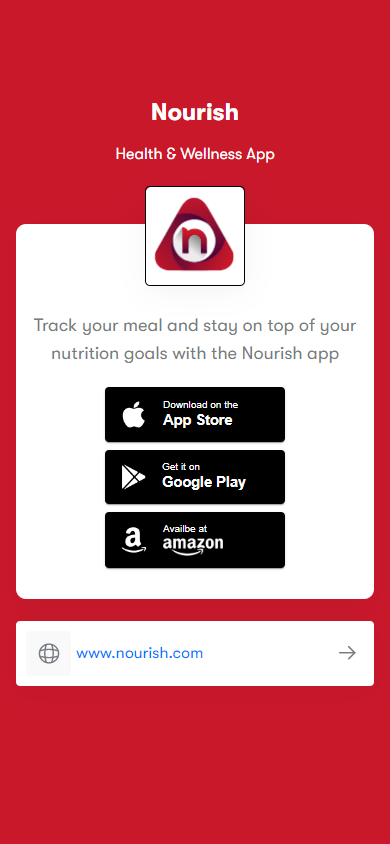 Nourish
Health & Wellness App
n
Track your meal and stay on top of your
nutrition goals with the Nourish app
Download on the
App Store
Get it on
Google Play
Availbe at
a
amazon
www.nourish.com